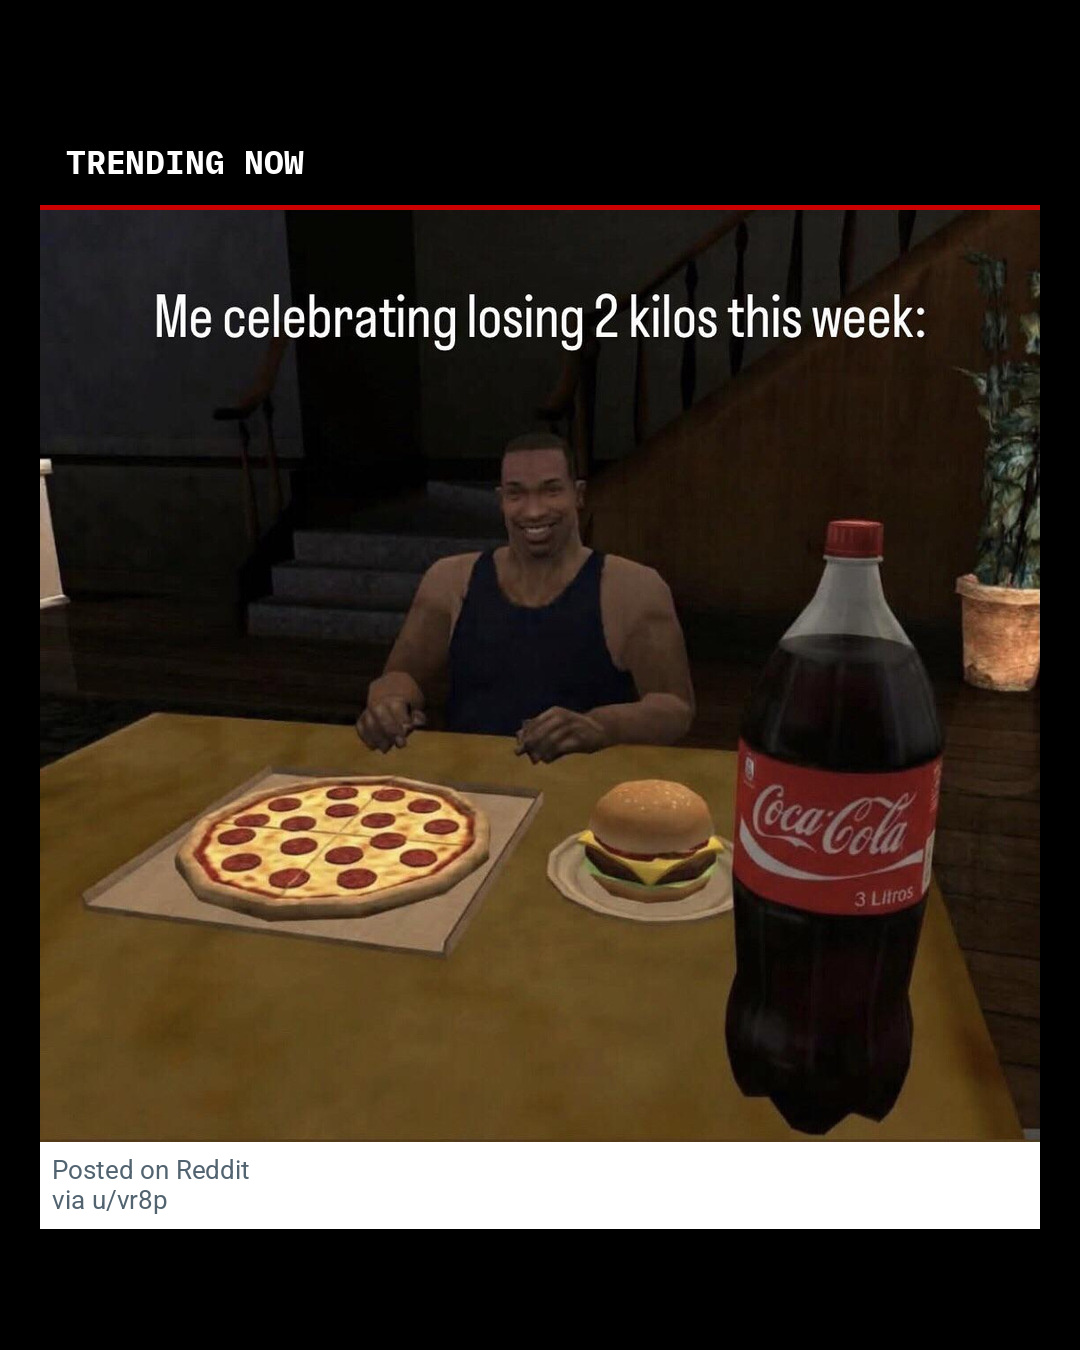 TRENDING NOW
Me celebrating losing 2 kilos this week:
Coca-Cola
3 Litros
Posted on Reddit
via u/vr8p